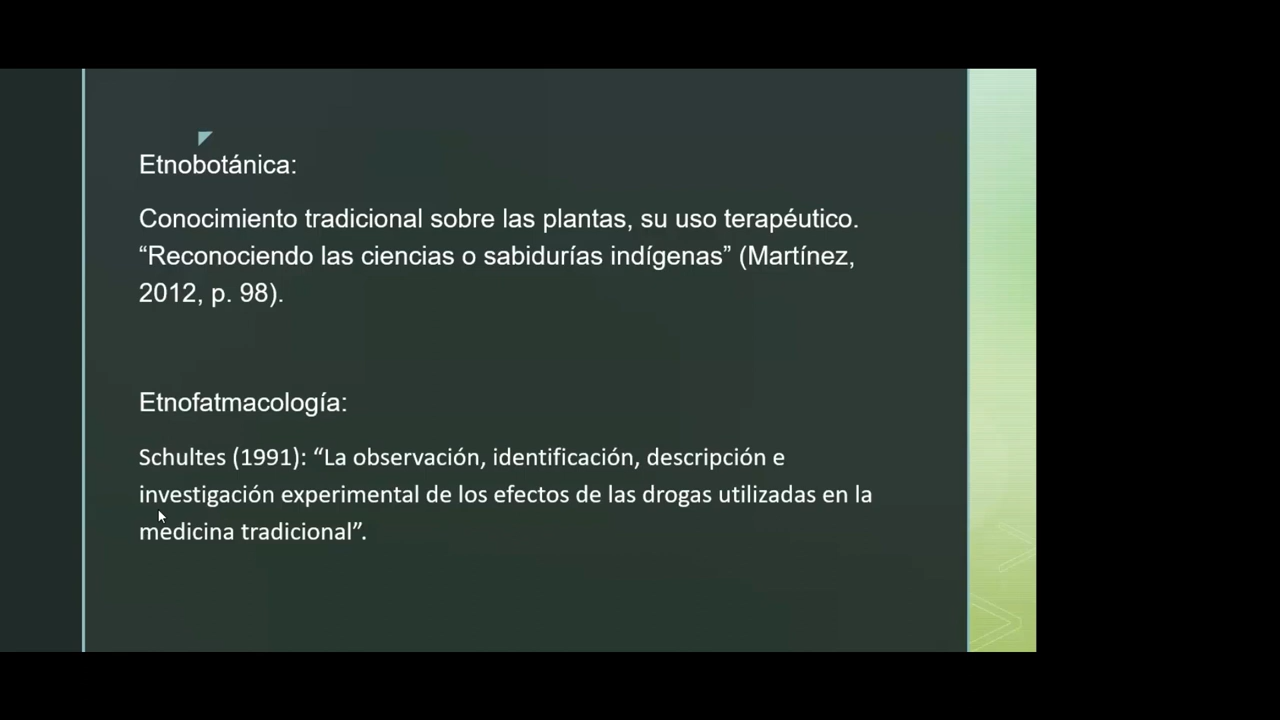 Etnobotánica:
Conocimiento tradicional sobre las plantas, su uso terapéutico.
“Reconociendo las ciencias o sabidurías indígenas” (Martínez,
2012, p. 98).
Etnofatmacología:
Schultes (1991): “La observación, identificación, descripción e
investigación experimental de los efectos de las drogas utilizadas en la
medicina tradicional”.